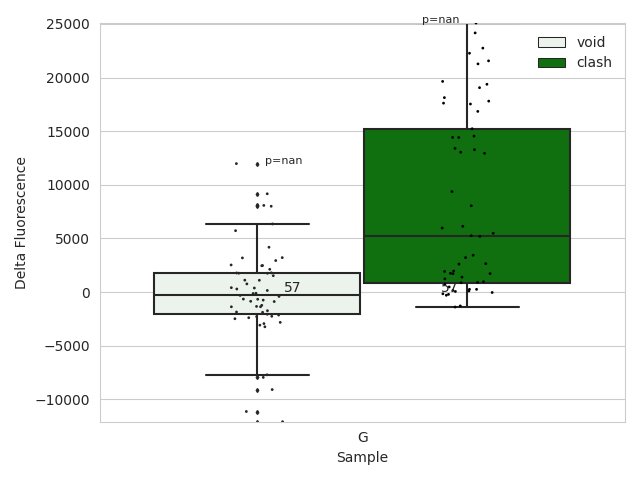 p=nan
void
clash
p=nan
57
57
25000
20000
15000
10000
5000
0
−5000
−10000
Delta Fluorescence
G
Sample